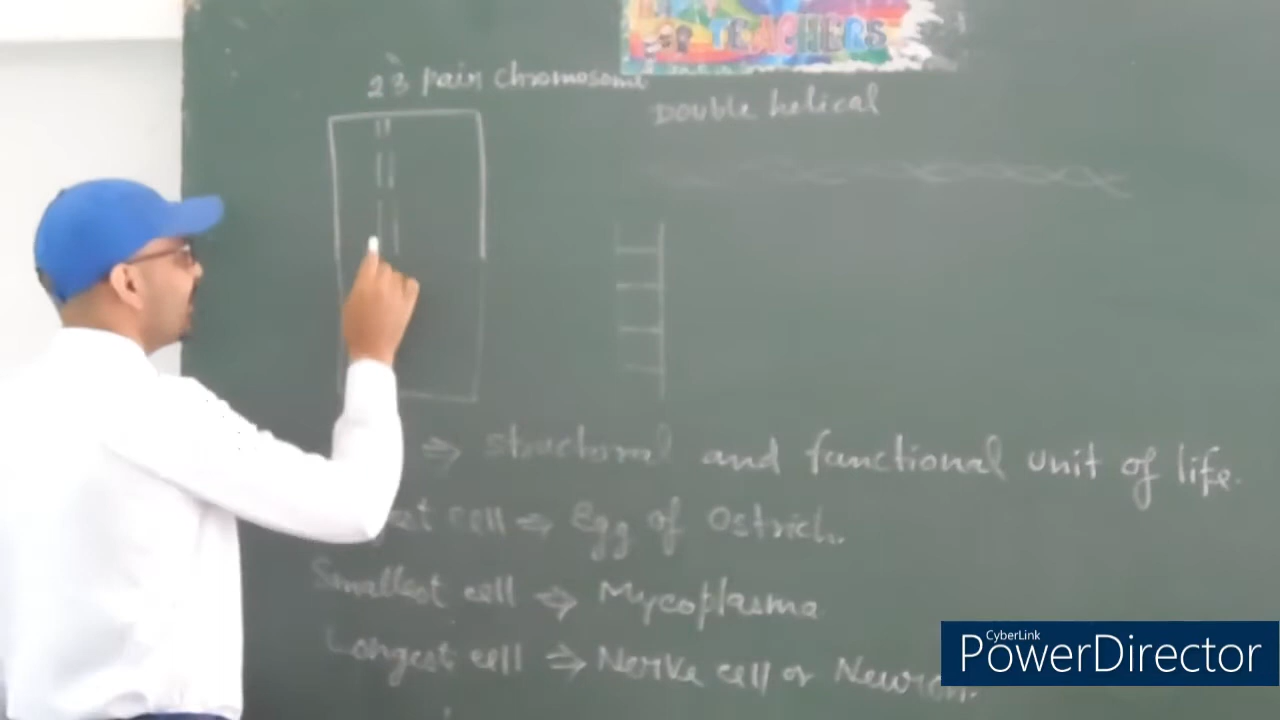 OF TEACHERS
23 pair chromosome
Double helical
⇒ structural and functional unit of life.
cell ⇒ Egg of Ostrich.
Smallest cell ⇒ Mycoplasma
Longest cell ⇒ Nerve cell or Neuron.
CyberLink
PowerDirector